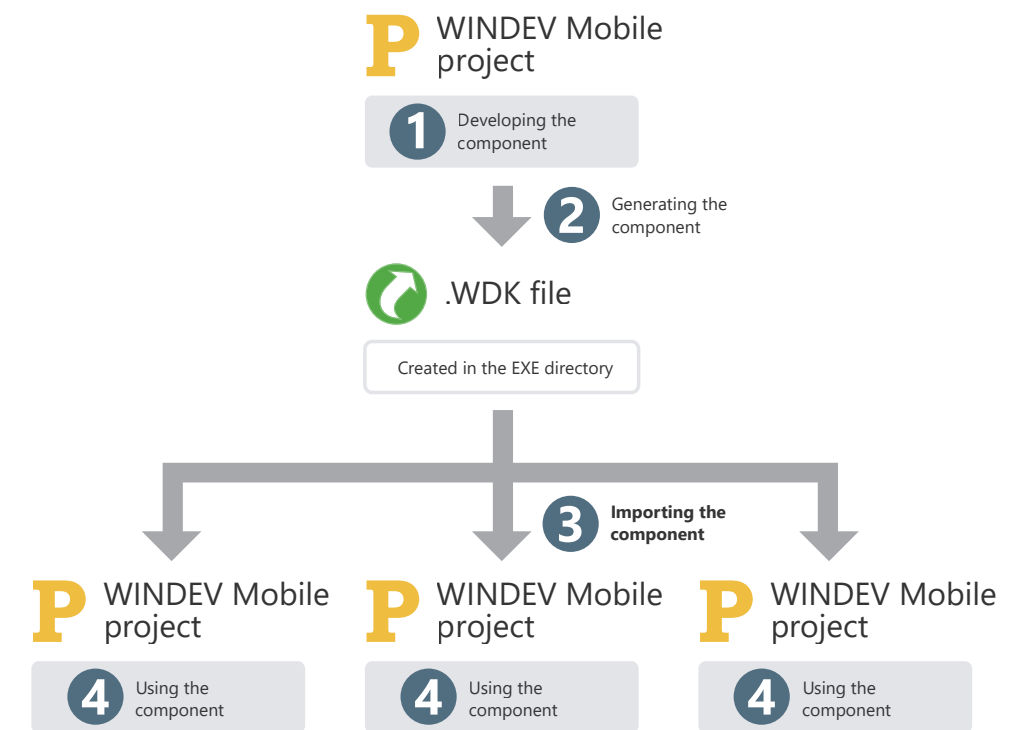 P WINDEV Mobile
project
1 Developing the
component
2 Generating the
component
.WDK file
Created in the EXE directory
3 Importing the
component
P WINDEV Mobile
project
4 Using the
component
P WINDEV Mobile
project
4 Using the
component
P WINDEV Mobile
project
4 Using the
component